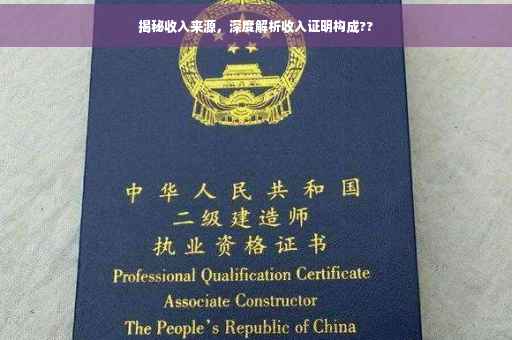 揭秘收入来源，深度解析收入证明构成??
中华人民共和国
二级建造师
执业资格证书
Professional Qualification Certificate
Associate Constructor
The People's Republic of China